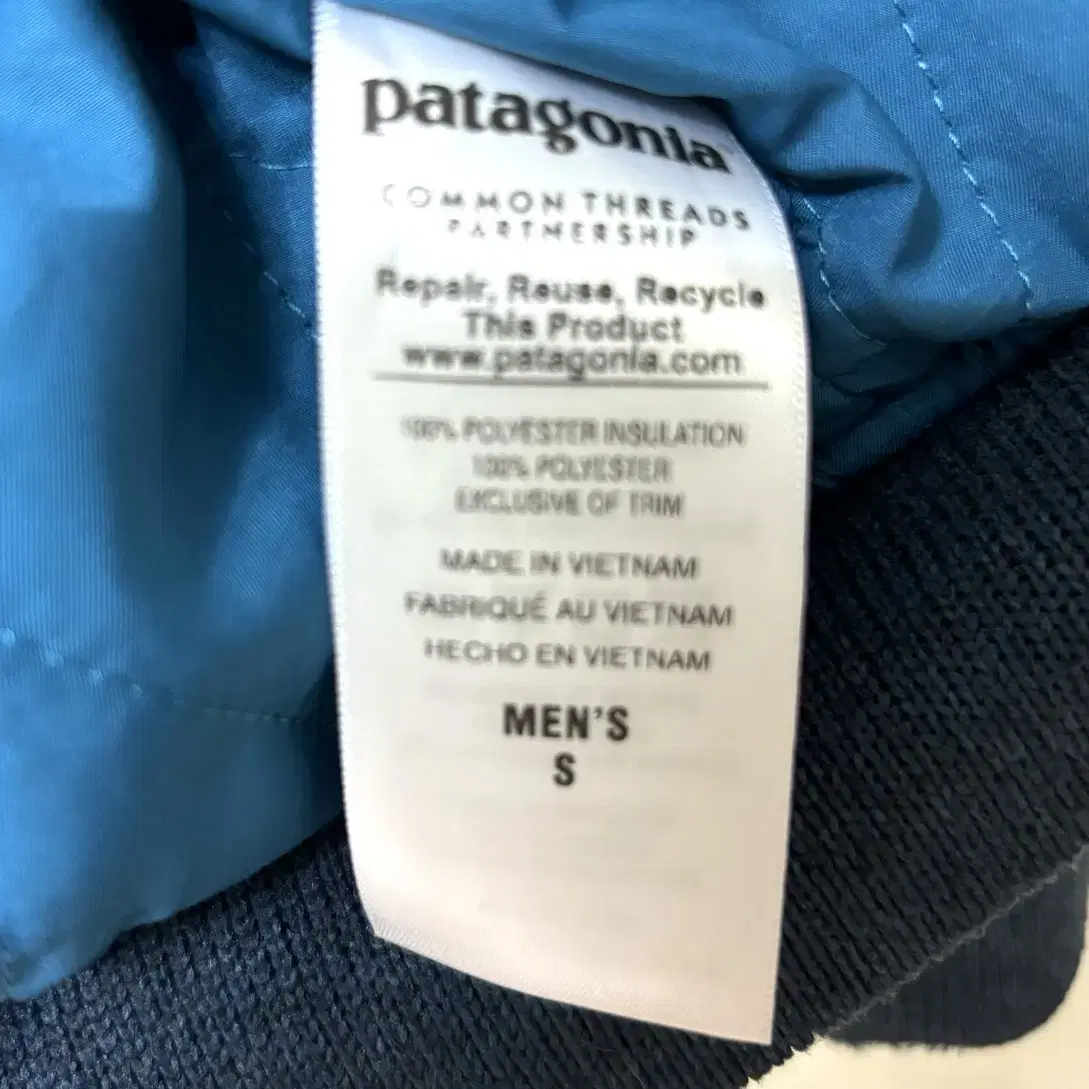 patagonia
COMMON THREADS
PARTNERSHIP
Repair, Reuse, Recycle
This Product
www.patagonia.com
100% POLYESTER INSULATION
100% POLYESTER
EXCLUSIVE OF TRIM
MADE IN VIETNAM
FABRIQUÉ AU VIETNAM
HECHO EN VIETNAM
MEN'S
S